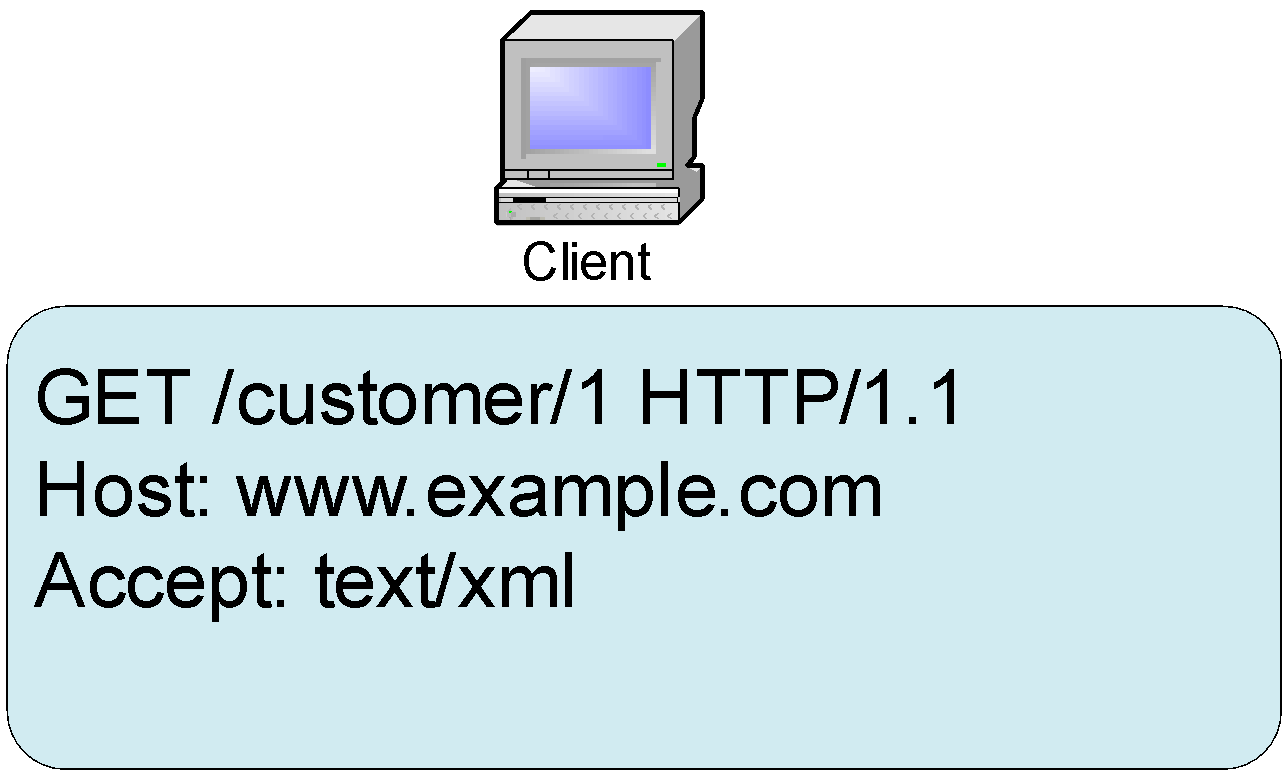 Client
GET /customer/1 HTTP/1.1
Host: www.example.com
Accept: text/xml